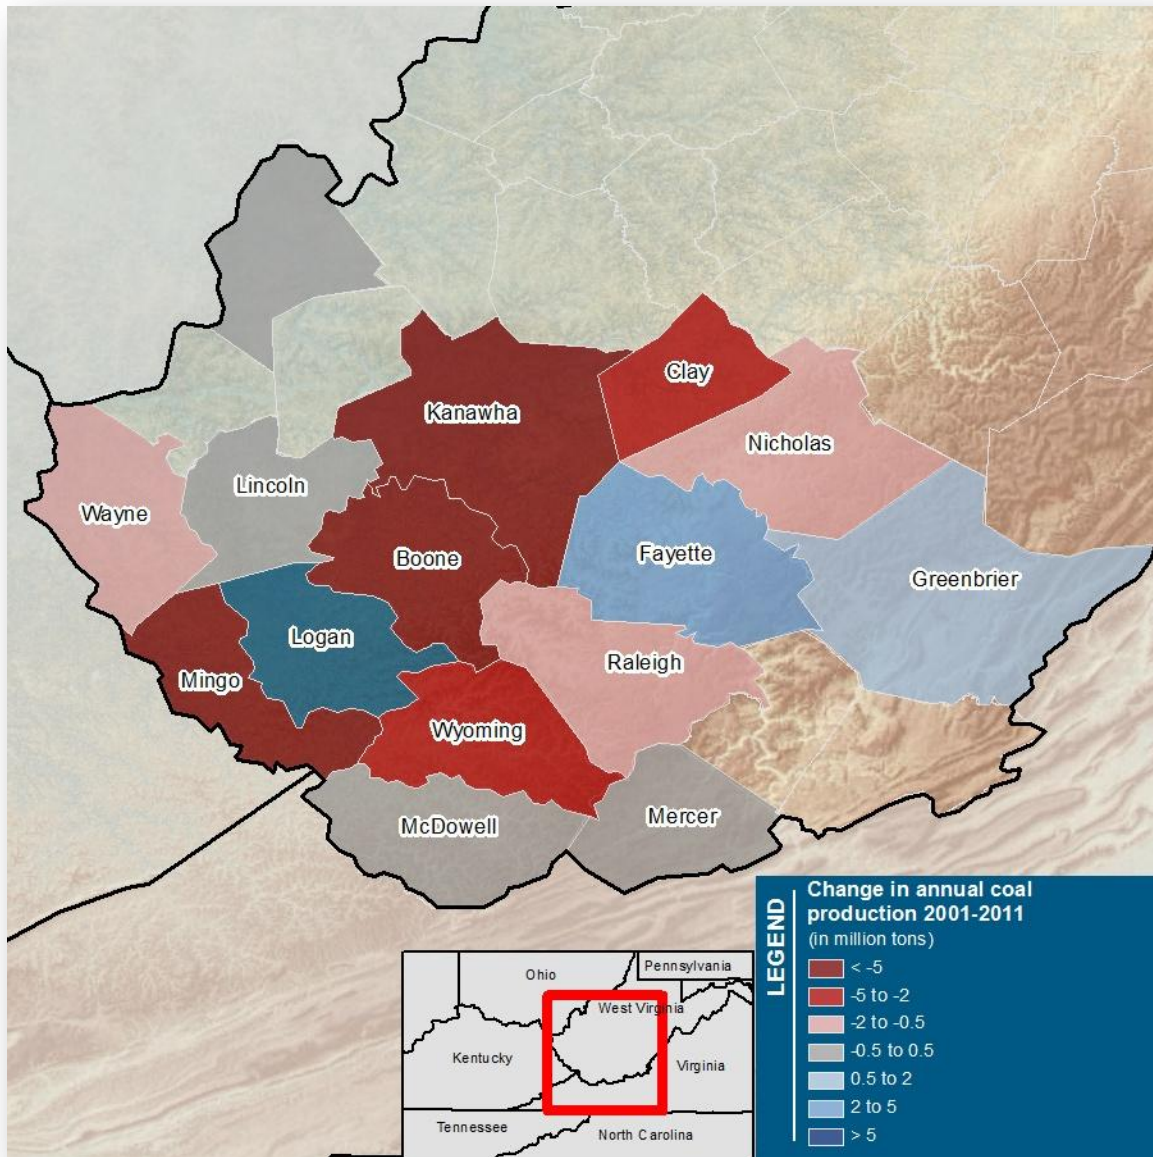 Clay
Kanawha
Nicholas
Lincoln
Wayne
Fayette
Boone
Greenbrier
Logan
Raleigh
Mingo
Wyoming
Mercer
McDowell
LEGEND
Change in annual coal
production 2001-2011
(in million tons)
< -5
-5 to -2
-2 to -0.5
-0.5 to 0.5
0.5 to 2
2 to 5
> 5
Pennsylvania
Ohio
West Virginia
Kentucky
Virginia
Tennessee
North Carolina